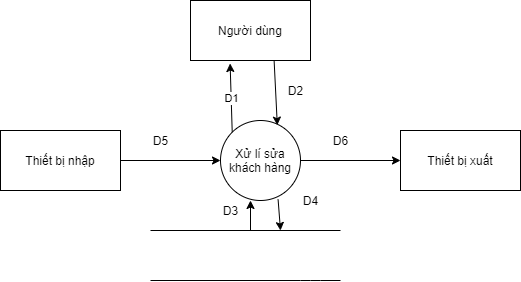 Người dùng
D1
D2
D5
D6
Thiết bị nhập
Xử lí sửa
khách hàng
Thiết bị xuất
D3
D4